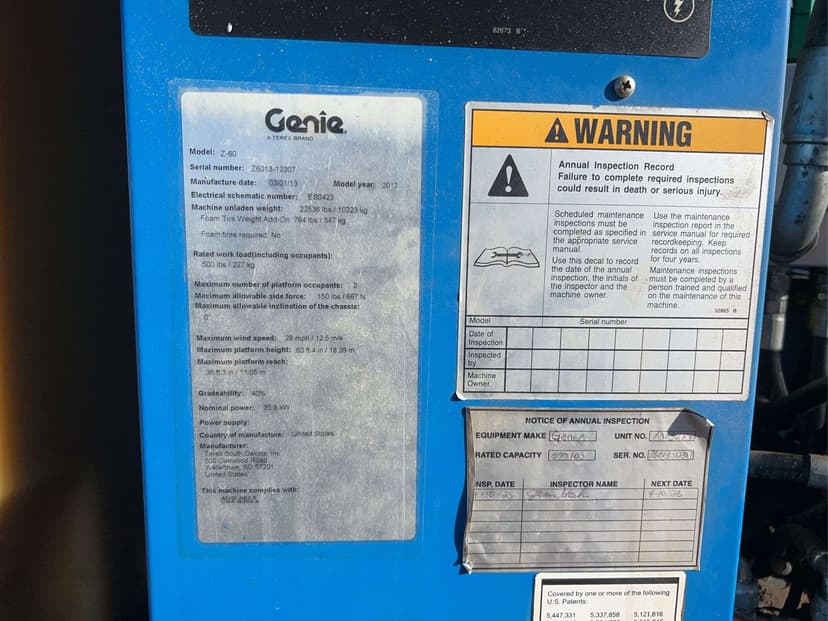 82673 B
Genie
A TEREX BRAND
Model: Z-60
Serial number: Z6013-12307
Manufacture date: 03/01/13 Model year: 2013
Electrical schematic number: ES0423
Machine unladen weight: 22536 lbs / 10223 kg
Foam Tire Weight Add-On: 764 lbs / 347 kg
Foam tires required: No
Rated work load(including occupants):
500 lbs / 227 kg
Maximum number of platform occupants: 2
Maximum allowable side force: 150 lbs / 667 N
Maximum allowable inclination of the chassis:
0
Maximum wind speed: 28 mph / 12.5 m/s
Maximum platform height: 60 ft 4 in / 18.39 m
Maximum platform reach:
36 ft 3 in / 11.05 m
Gradeability: 40%
Nominal power: 35.8 kW
Power supply:
Country of manufacture: United States
Manufacturer:
Terex South Dakota, Inc
500 Oakwood Road
Watertown, SD 57201
United States
This machine complies with:
WARNING
Annual Inspection Record
Failure to complete required inspections
could result in death or serious injury.
Scheduled maintenance
inspections must be
completed as specified in
the appropriate service
manual.
Use this decal to record
the date of the annual
inspection, the initials of
the inspector and the
machine owner.
Use the maintenance
inspection report in the
service manual for required
recordkeeping. Keep
records on all inspections
for four years.
Maintenance inspections
must be completed by a
person trained and qualified
on the maintenance of this
machine.
52865 B
Model Serial number
Date of
Inspection
Inspected
by
Machine
Owner
NOTICE OF ANNUAL INSPECTION
EQUIPMENT MAKE Genie UNIT NO.
RATED CAPACITY SER. NO.
INSP. DATE INSPECTOR NAME NEXT DATE
Covered by one or more of the following
U.S. Patents:
5,447,331 5,337,858 5,121,816